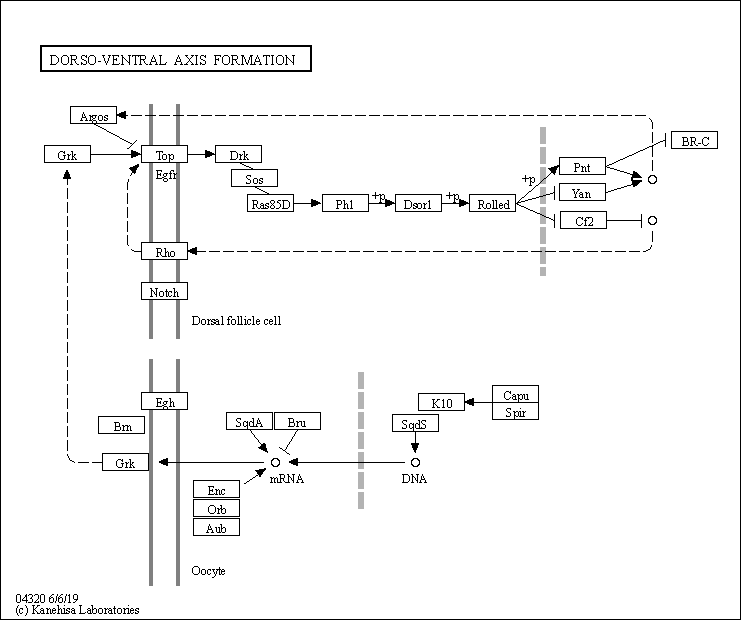 DORSO-VENTRAL AXIS FORMATION
Argos
BR-C
Grk
Top
Drk
Pnt
Egfr
Sos
+p
Yan
Ras85D
Phl
+p
Dsor1
+p
Rolled
Cf2
Rho
Notch
Dorsal follicle cell
Egh
K10
Capu
Spir
Brn
SqdA
Bru
SqdS
Grk
mRNA
DNA
Enc
Orb
Aub
Oocyte
04320 6/6/19
(c) Kanehisa Laboratories